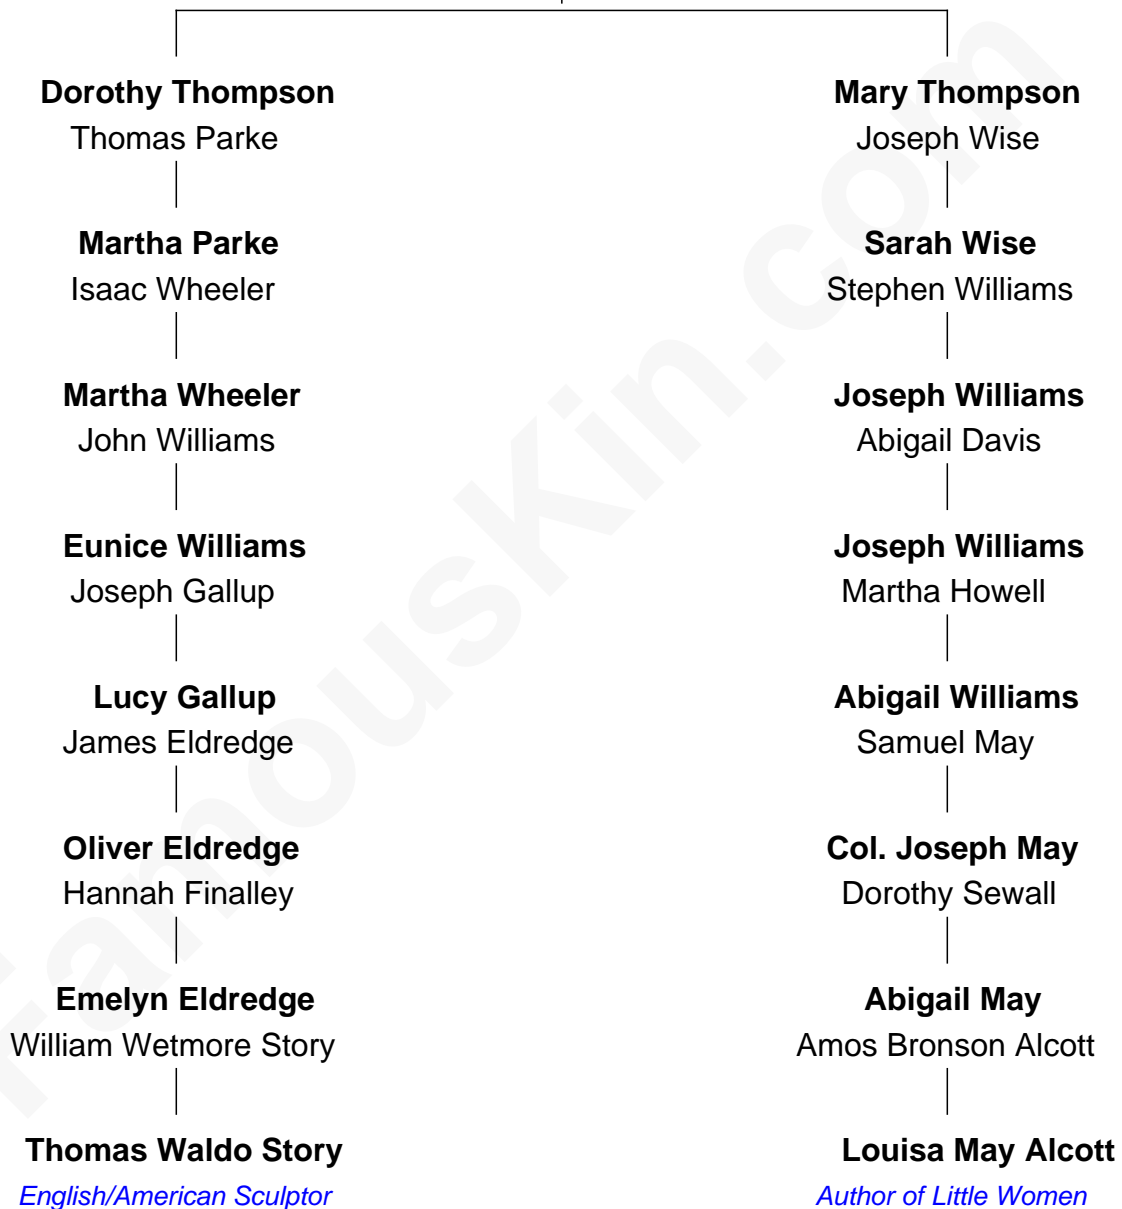 Dorothy Thompson
Thomas Parke
Martha Parke
Isaac Wheeler
Martha Wheeler
John Williams
Eunice Williams
Joseph Gallup
Lucy Gallup
James Eldredge
Oliver Eldredge
Hannah Finalley
Emelyn Eldredge
William Wetmore Story
Thomas Waldo Story
English/American Sculptor
Mary Thompson
Joseph Wise
Sarah Wise
Stephen Williams
Joseph Williams
Abigail Davis
Joseph Williams
Martha Howell
Abigail Williams
Samuel May
Col. Joseph May
Dorothy Sewall
Abigail May
Amos Bronson Alcott
Louisa May Alcott
Author of Little Women
FamousKin.com